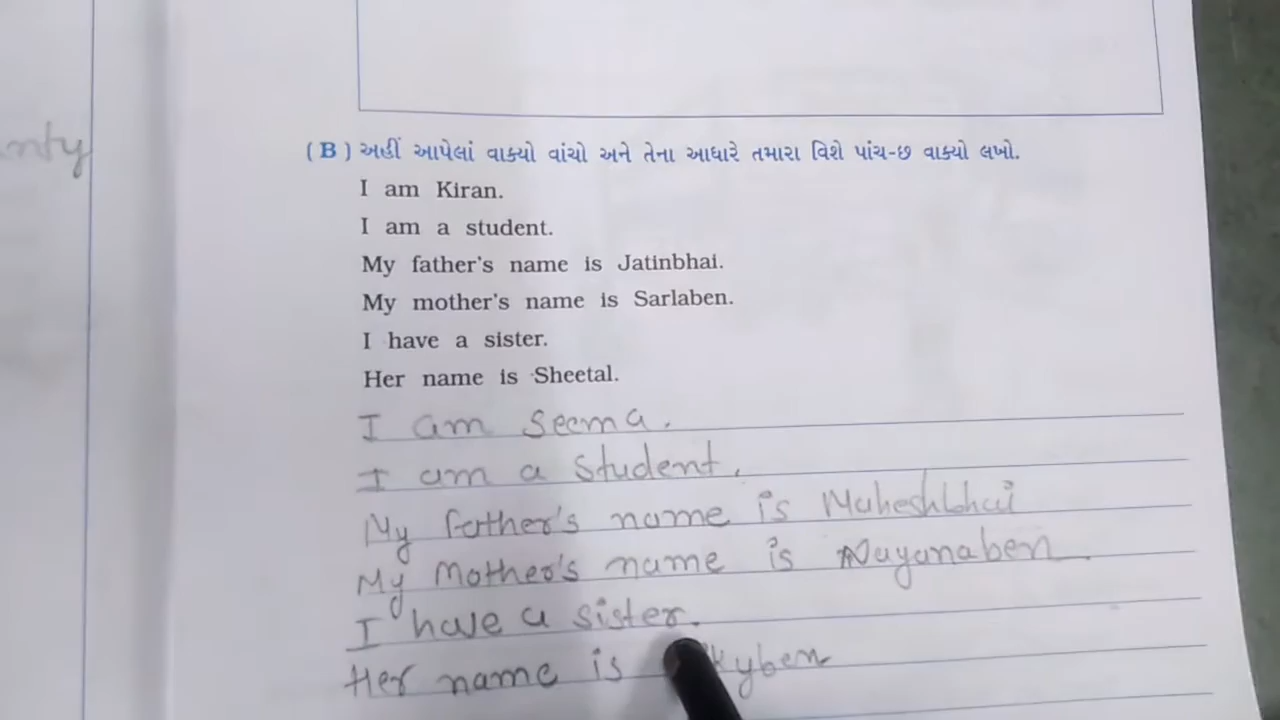 nty
( B ) અહીં આપેલાં વાક્યો વાંચો અને તેના આધારે તમારા વિશે પાંચ-છ વાક્યો લખો.
I am Kiran.
I am a student.
My father's name is Jatinbhai.
My mother's name is Sarlaben.
I have a sister.
Her name is Sheetal.
I am Seema.
I am a student.
My father's name is Maheshbhai
My Mother's name is Nayanaben.
I have a sister.
Her name is